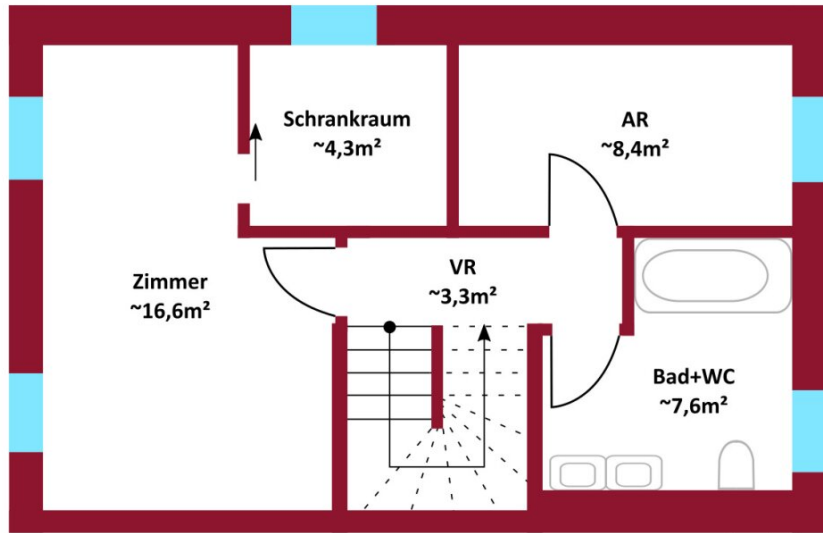 Schrankraum
~4,3m²
AR
~8,4m²
Zimmer
~16,6m²
VR
~3,3m²
Bad+WC
~7,6m²